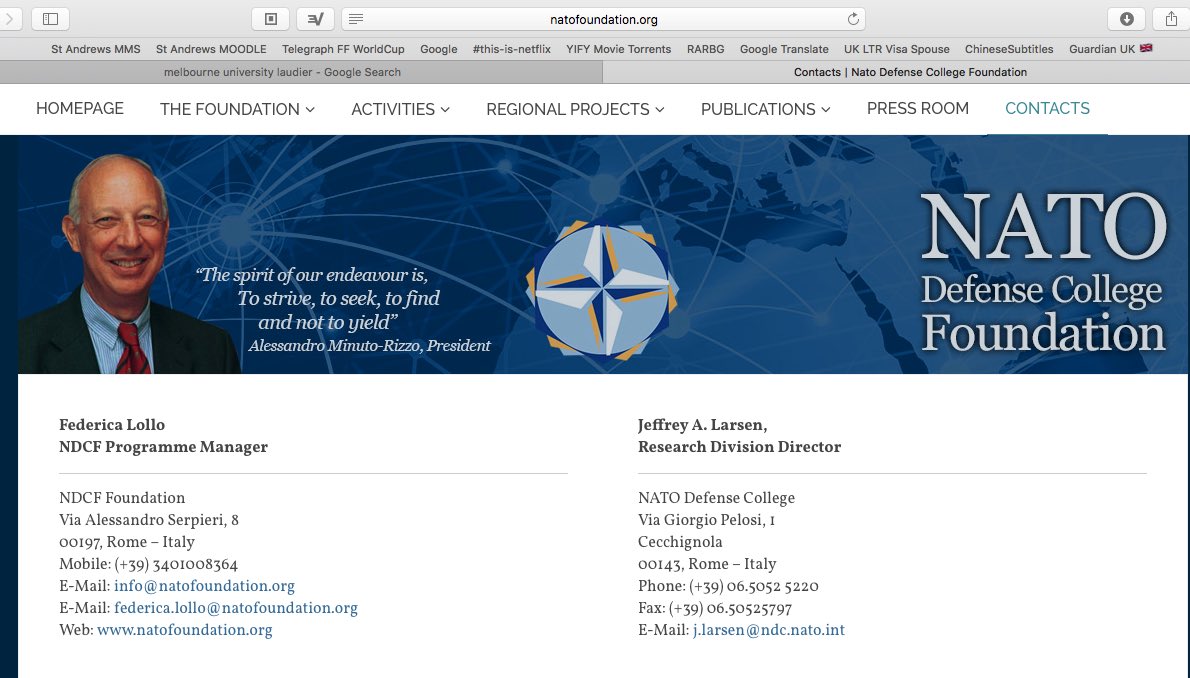 natofoundation.org
St Andrews MMS St Andrews MOODLE Telegraph FF WorldCup Google #this-is-netflix YIFY Movie Torrents RARBG Google Translate UK LTR Visa Spouse ChineseSubtitles Guardian UK 🇬🇧
melbourne university laudier - Google Search Contacts | Nato Defense College Foundation
HOMEPAGE THE FOUNDATION ACTIVITIES REGIONAL PROJECTS PUBLICATIONS PRESS ROOM CONTACTS
“The spirit of our endeavour is,
To strive, to seek, to find
and not to yield”
Alessandro Minuto-Rizzo, President
NATO
Defense College
Foundation
Federica Lollo
NDCF Programme Manager
NDCF Foundation
Via Alessandro Serpieri, 8
00197, Rome – Italy
Mobile: (+39) 3401008364
E-Mail: info@natofoundation.org
E-Mail: federica.lollo@natofoundation.org
Web: www.natofoundation.org
Jeffrey A. Larsen,
Research Division Director
NATO Defense College
Via Giorgio Pelosi, 1
Cecchignola
00143, Rome – Italy
Phone: (+39) 06.5052 5220
Fax: (+39) 06.50525797
E-Mail: j.larsen@ndc.nato.int